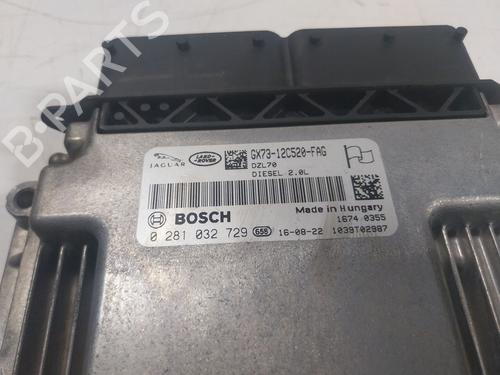 B-PARTS
JAGUAR
LAND-ROVER
GX73-12C520-FAG
DZL70
DIESEL 2.0L
BOSCH
Made in Hungary
1674 0355
0 281 032 729 655 16-08-22 1039T02987